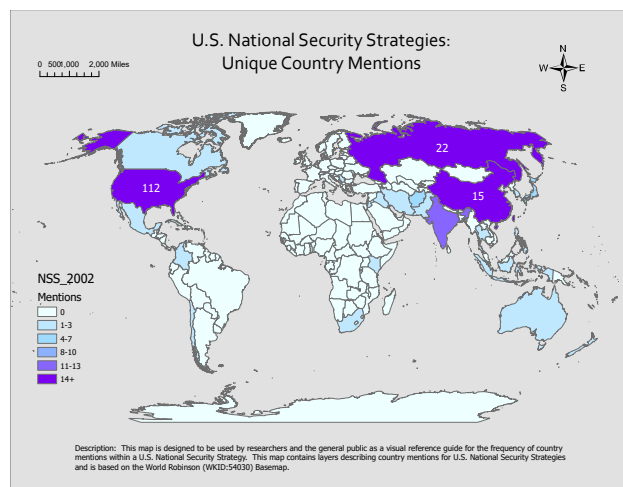 U.S. National Security Strategies:
Unique Country Mentions
0 5001,000 2,000 Miles
N
W E
S
22
112
15
NSS_2002
Mentions
0
1-3
4-7
8-10
11-13
14+
Description: This map is designed to be used by researchers and the general public as a visual reference guide for the frequency of country
mentions within a U.S. National Security Strategy. This map contains layers describing country mentions for U.S. National Security Strategies
and is based on the World Robinson (WKID:54030) Basemap.